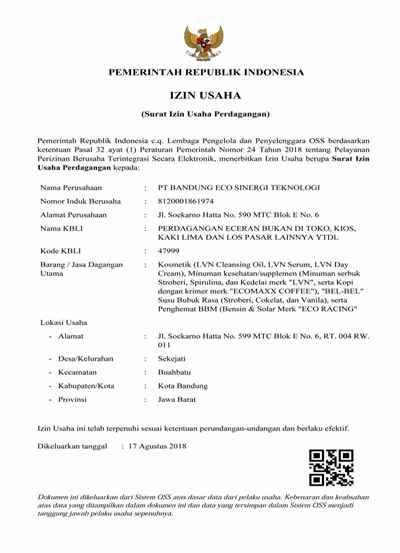 PEMERINTAH REPUBLIK INDONESIA
IZIN USAHA
(Surat Izin Usaha Perdagangan)
Pemerintah Republik Indonesia c.q. Lembaga Pengelola dan Penyelenggara OSS berdasarkan
ketentuan Pasal 32 ayat (1) Peraturan Pemerintah Nomor 24 Tahun 2018 tentang Pelayanan
Perizinan Berusaha Terintegrasi Secara Elektronik, menerbitkan Izin Usaha berupa Surat Izin
Usaha Perdagangan kepada:
Nama Perusahaan : PT BANDUNG ECO SINERGI TEKNOLOGI
Nomor Induk Berusaha : 8120001861974
Alamat Perusahaan : Jl. Soekarno Hatta No. 590 MTC Blok E No. 6
Nama KBLI : PERDAGANGAN ECERAN BUKAN DI TOKO, KIOS,
KAKI LIMA DAN LOS PASAR LAINNYA YTDL
Kode KBLI : 47999
Barang / Jasa Dagangan : Kosmetik (LVN Cleansing Oil, LVN Serum, LVN Day
Utama Cream), Minuman kesehatan/supplemen (Minuman serbuk
Stroberi, Spirulina, dan Kedelai merk "LVN", serta Kopi
dengan krimer merk "ECOMAXX COFFEE"), "BEL-BEL"
Susu Bubuk Rasa (Stroberi, Cokelat, dan Vanila), serta
Penghemat BBM (Bensin & Solar Merk "ECO RACING"
Lokasi Usaha
- Alamat : Jl. Soekarno Hatta No. 599 MTC Blok E No. 6, RT. 004 RW.
011
- Desa/Kelurahan : Sekejati
- Kecamatan : Buahbatu
- Kabupaten/Kota : Kota Bandung
- Provinsi : Jawa Barat
Izin Usaha ini telah terpenuhi sesuai ketentuan perundangan-undangan dan berlaku efektif.
Dikeluarkan tanggal : 17 Agustus 2018
Dokumen ini dikeluarkan dari Sistem OSS atas dasar data dari pelaku usaha. Kebenaran dan keabsahan
atas data yang ditampilkan dalam dokumen ini dan data yang tersimpan dalam Sistem OSS menjadi
tanggung jawab pelaku usaha sepenuhnya.